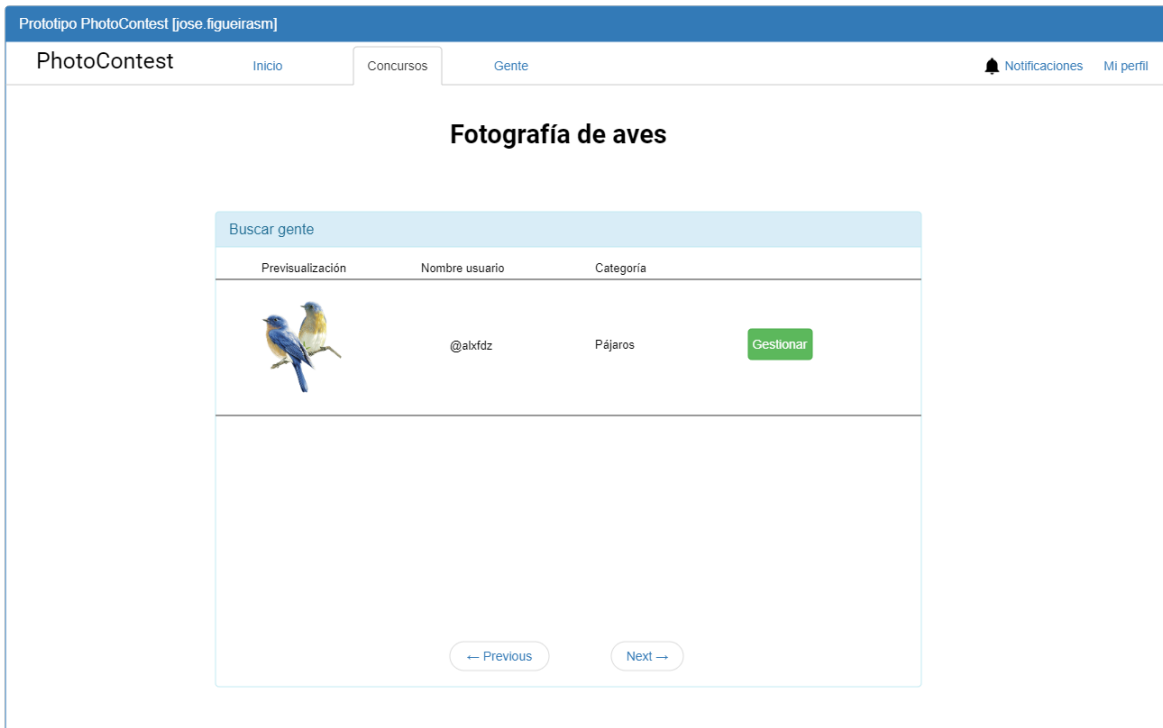 Prototipo PhotoContest [jose.figueirasm]
PhotoContest Inicio Concursos Gente Notificaciones Mi perfil
Fotografía de aves
Buscar gente
Previsualización Nombre usuario Categoría
@alxfdz Pájaros Gestionar
← Previous Next →